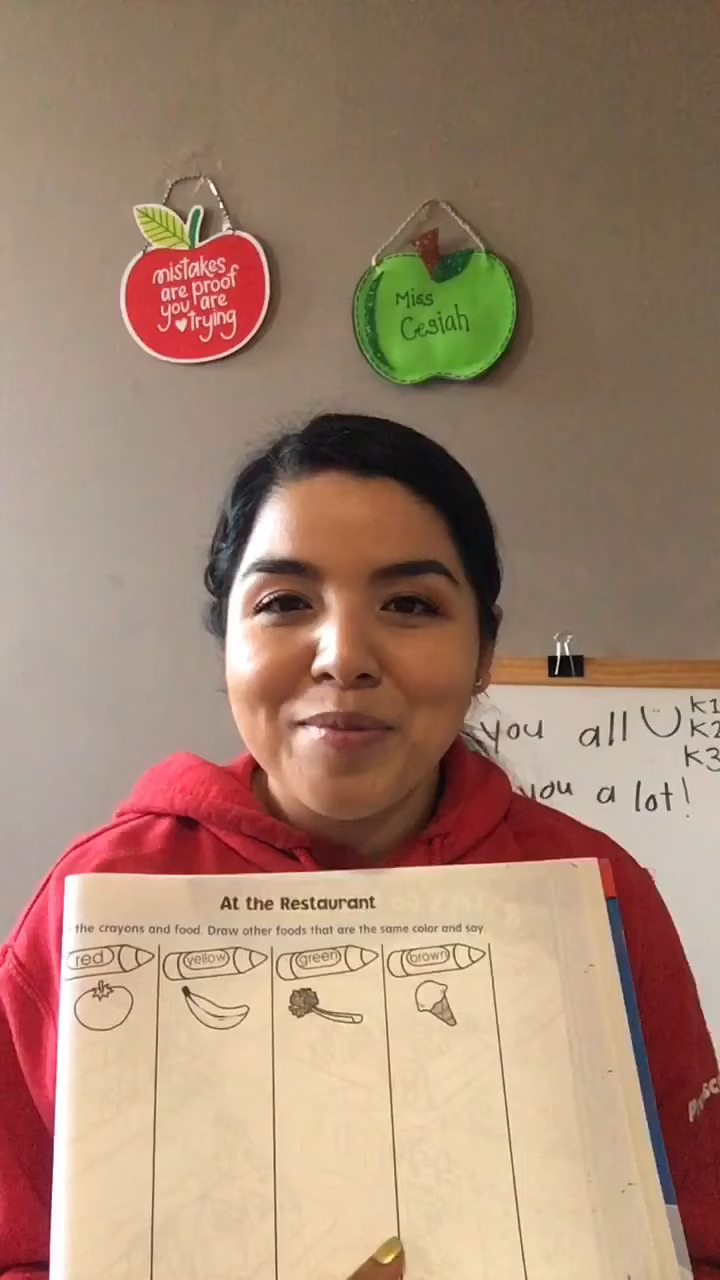 mistakes
are proof
you are
trying
Miss
Cesiah
you all K1
K2
K3
you a lot!
At the Restaurant
the crayons and food. Draw other foods that are the same color and say
red yellow green brown